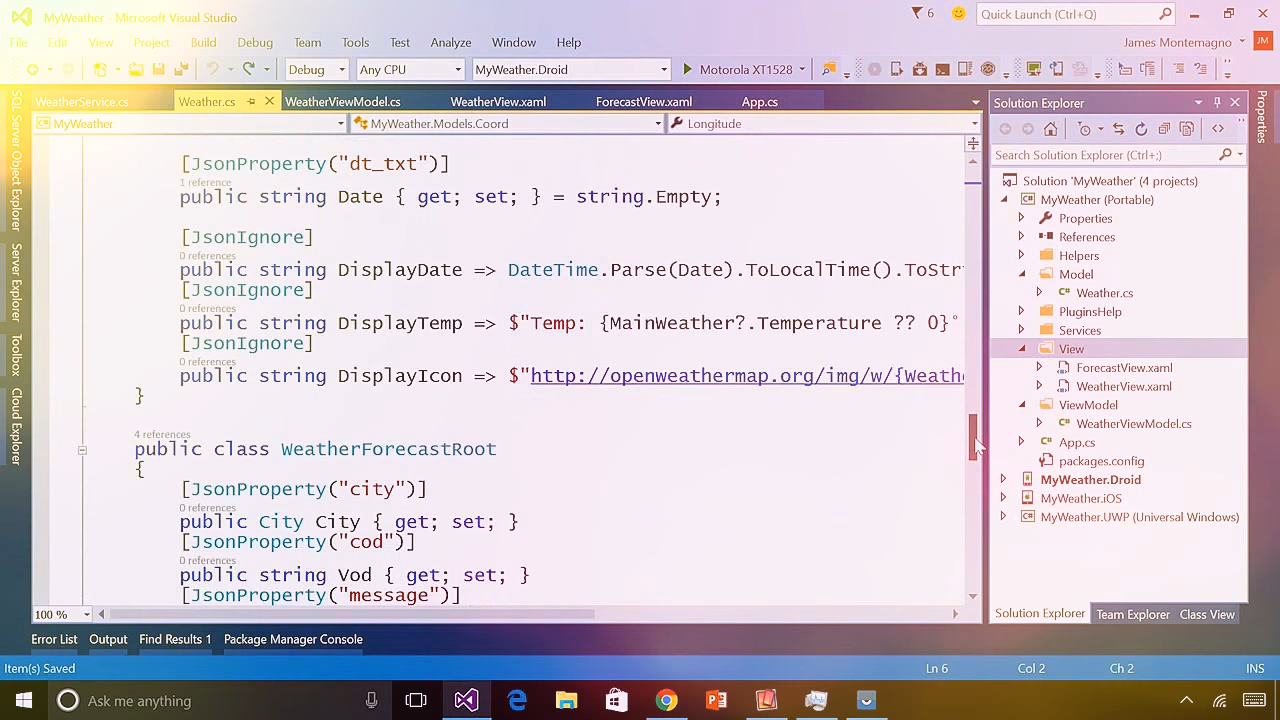 MyWeather - Microsoft Visual Studio
6
Quick Launch (Ctrl+Q)
File Edit View Project Build Debug Team Tools Test Analyze Window Help
James Montemagno
JM
Debug
Any CPU
MyWeather.Droid
Motorola XT1528
WeatherService.cs
Weather.cs
WeatherViewModel.cs
WeatherView.xaml
ForecastView.xaml
App.cs
MyWeather
MyWeather.Models.Coord
Longitude
SQL Server Object Explorer
Server Explorer
Toolbox
Cloud Explorer
[JsonProperty("dt_txt")]
1 reference
public string Date { get; set; } = string.Empty;
[JsonIgnore]
0 references
public string DisplayDate => DateTime.Parse(Date).ToLocalTime().ToStr
[JsonIgnore]
0 references
public string DisplayTemp => $"Temp: {MainWeather?.Temperature ?? 0}°
[JsonIgnore]
0 references
public string DisplayIcon => $"http://openweathermap.org/img/w/{Weath
}
4 references
public class WeatherForecastRoot
{
[JsonProperty("city")]
0 references
public City City { get; set; }
[JsonProperty("cod")]
0 references
public string Vod { get; set; }
[JsonProperty("message")]
100 %
Solution Explorer
Search Solution Explorer (Ctrl+;)
Solution 'MyWeather' (4 projects)
MyWeather (Portable)
Properties
References
Helpers
Model
Weather.cs
PluginsHelp
Services
View
ForecastView.xaml
WeatherView.xaml
ViewModel
WeatherViewModel.cs
App.cs
packages.config
MyWeather.Droid
MyWeather.iOS
MyWeather.UWP (Universal Windows)
Solution Explorer
Team Explorer
Class View
Properties
Error List
Output
Find Results 1
Package Manager Console
Item(s) Saved
Ln 6
Col 2
Ch 2
INS
Ask me anything